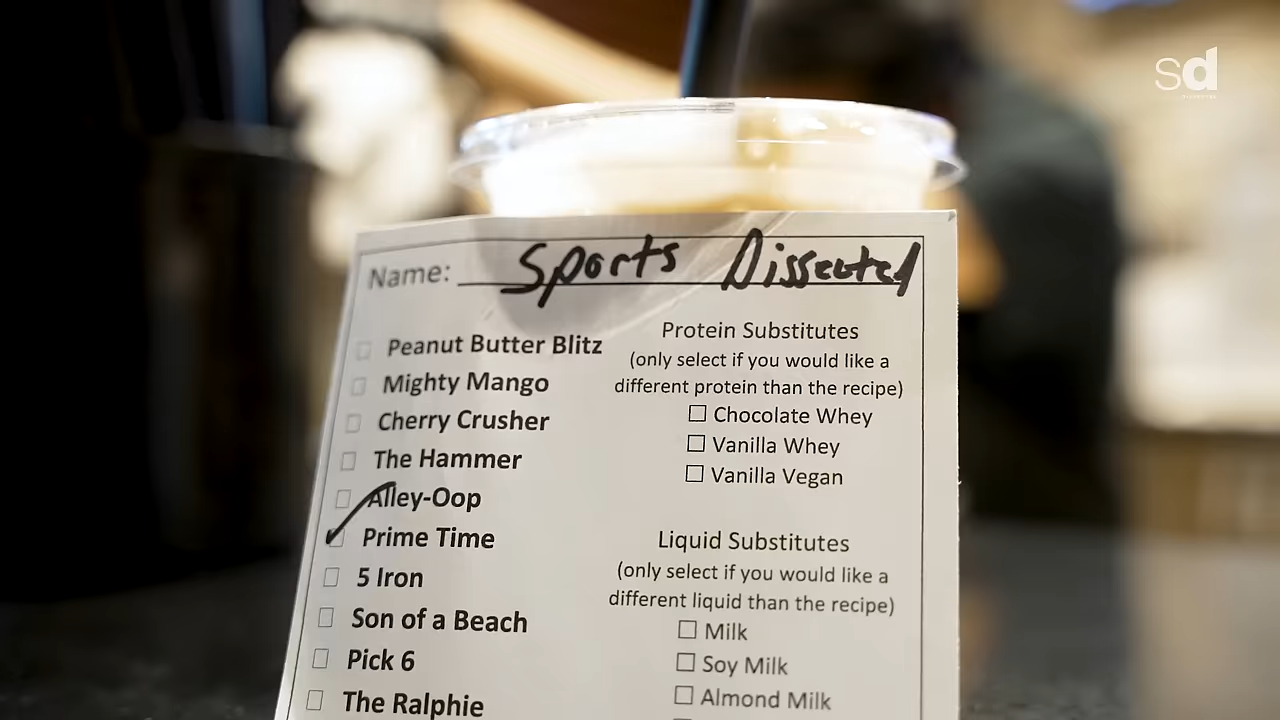 sd
Name: Sports Dissected
Peanut Butter Blitz
Mighty Mango
Cherry Crusher
The Hammer
Alley-Oop
Prime Time
5 Iron
Son of a Beach
Pick 6
The Ralphie
Protein Substitutes
(only select if you would like a
different protein than the recipe)
Chocolate Whey
Vanilla Whey
Vanilla Vegan
Liquid Substitutes
(only select if you would like a
different liquid than the recipe)
Milk
Soy Milk
Almond Milk